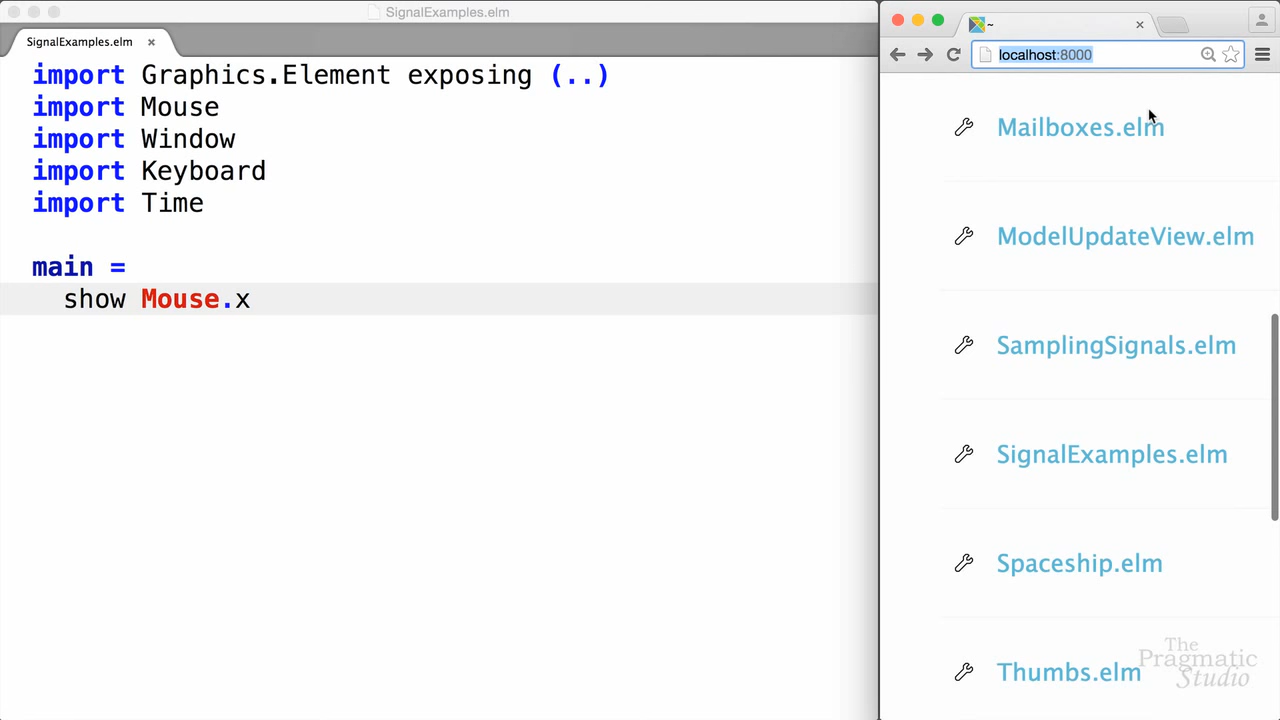 SignalExamples.elm
SignalExamples.elm ×
import Graphics.Element exposing (..)
import Mouse
import Window
import Keyboard
import Time
main =
show Mouse.x
~
localhost:8000
Mailboxes.elm
ModelUpdateView.elm
SamplingSignals.elm
SignalExamples.elm
Spaceship.elm
Thumbs.elm
The
Pragmatic
Studio